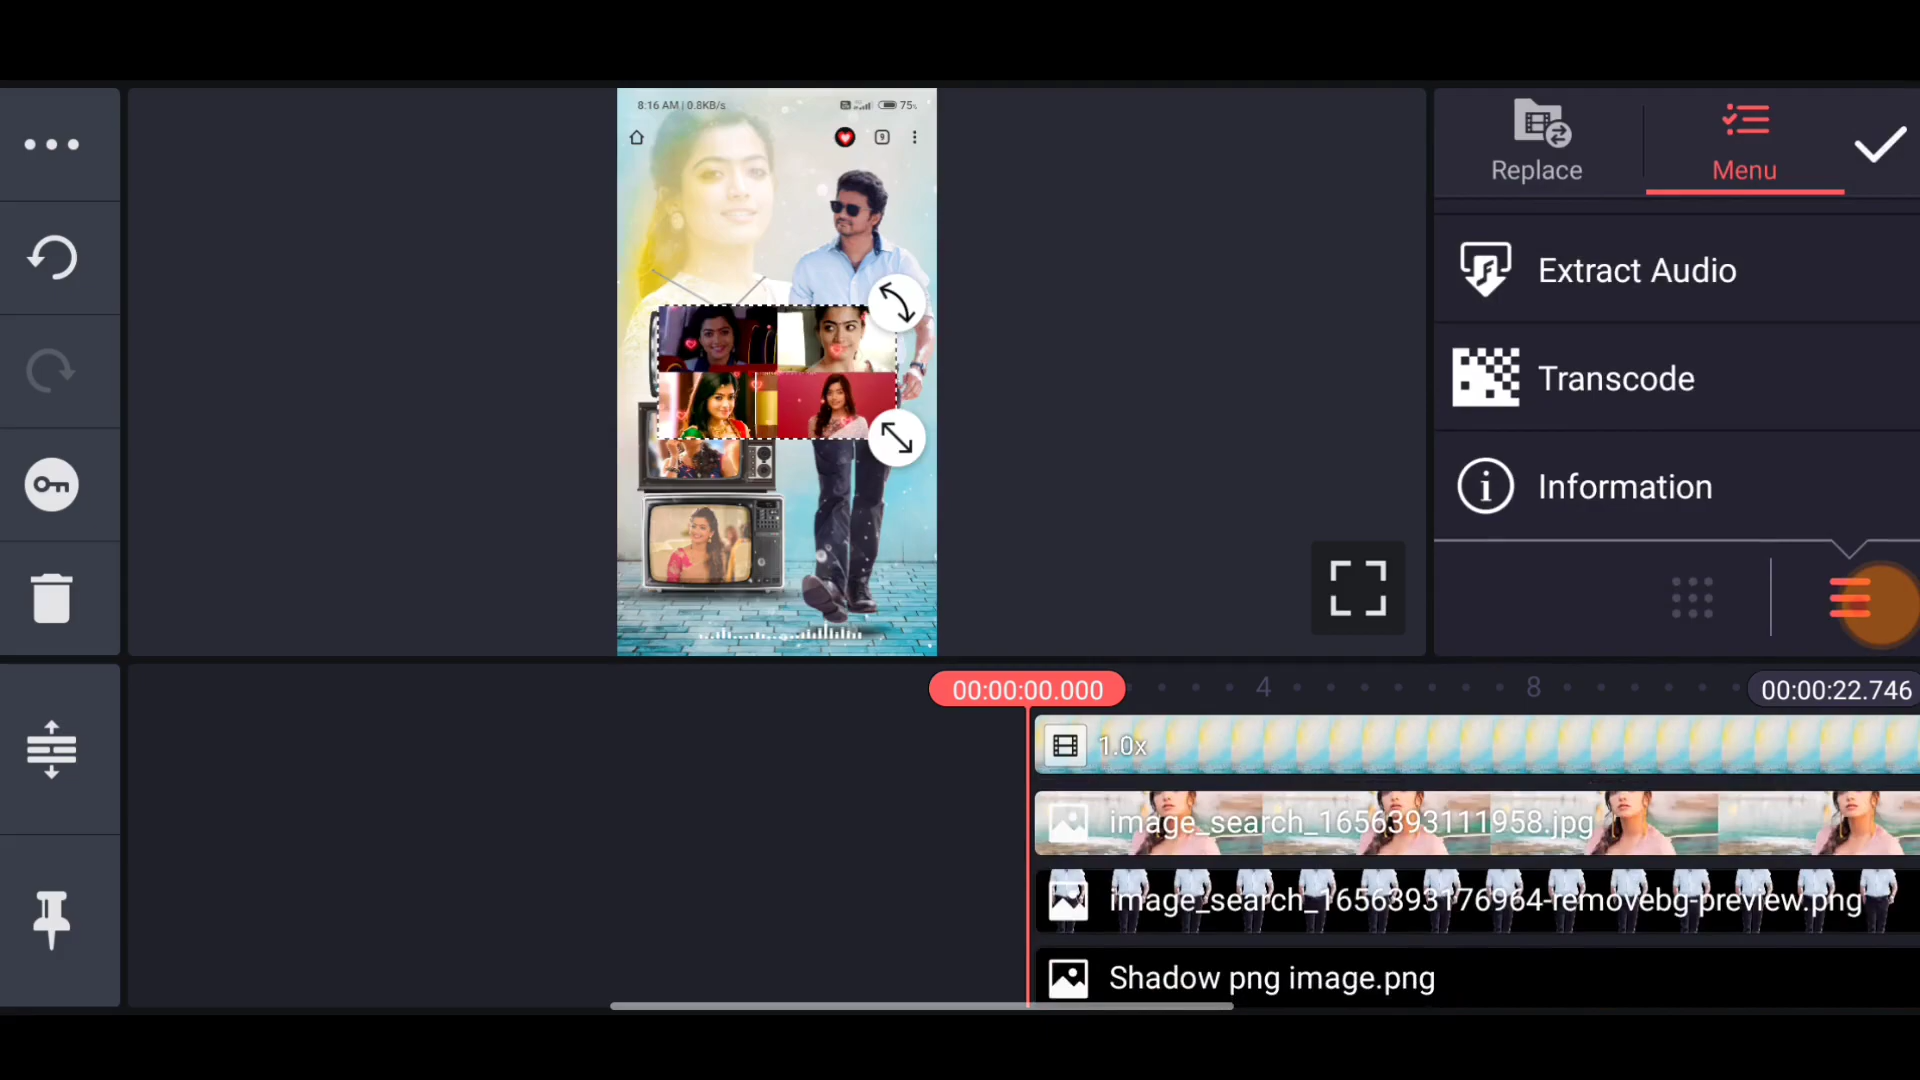 8:16 AM | 0.8KB/s
75%
9
Replace
Menu
Extract Audio
Transcode
Information
00:00:00.000
4
8
00:00:22.746
1.0x
image_search_1656393111958.jpg
image_search_1656393176964-removebg-preview.png
Shadow png image.png